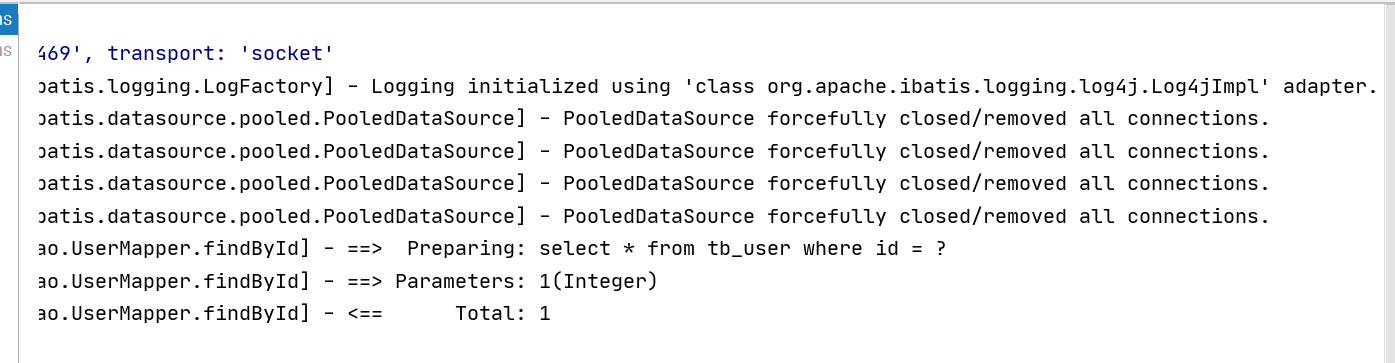 ms
469', transport: 'socket'
ms
batis.logging.LogFactory] - Logging initialized using 'class org.apache.ibatis.logging.log4j.Log4jImpl' adapter.
batis.datasource.pooled.PooledDataSource] - PooledDataSource forcefully closed/removed all connections.
batis.datasource.pooled.PooledDataSource] - PooledDataSource forcefully closed/removed all connections.
batis.datasource.pooled.PooledDataSource] - PooledDataSource forcefully closed/removed all connections.
batis.datasource.pooled.PooledDataSource] - PooledDataSource forcefully closed/removed all connections.
ao.UserMapper.findById] - ==>  Preparing: select * from tb_user where id = ?
ao.UserMapper.findById] - ==> Parameters: 1(Integer)
ao.UserMapper.findById] - <==      Total: 1